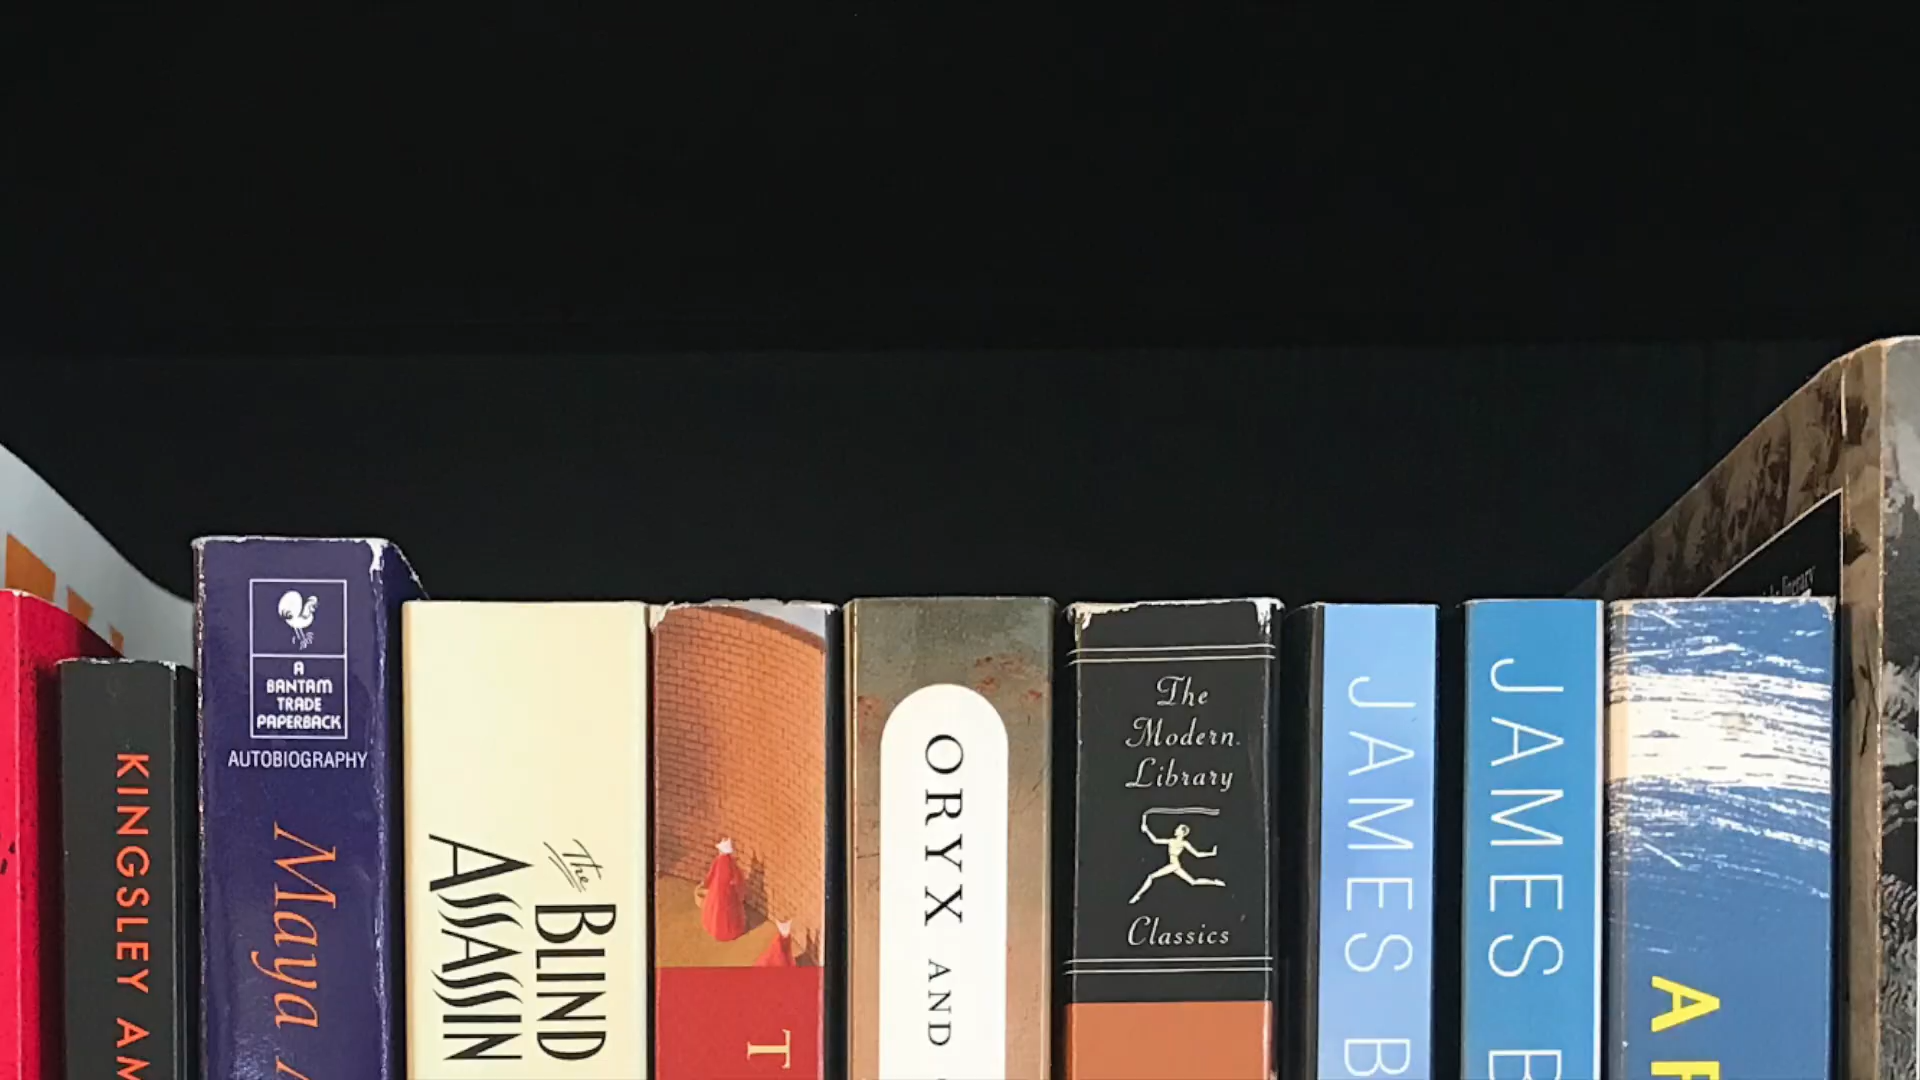 KINGSLEY AM
A
BANTAM
TRADE
PAPERBACK
AUTOBIOGRAPHY
Maya
The
BLIND
ASSASSIN
T
ORYX AND
The
Modern
Library
Classics
JAMES B
JAMES B
A